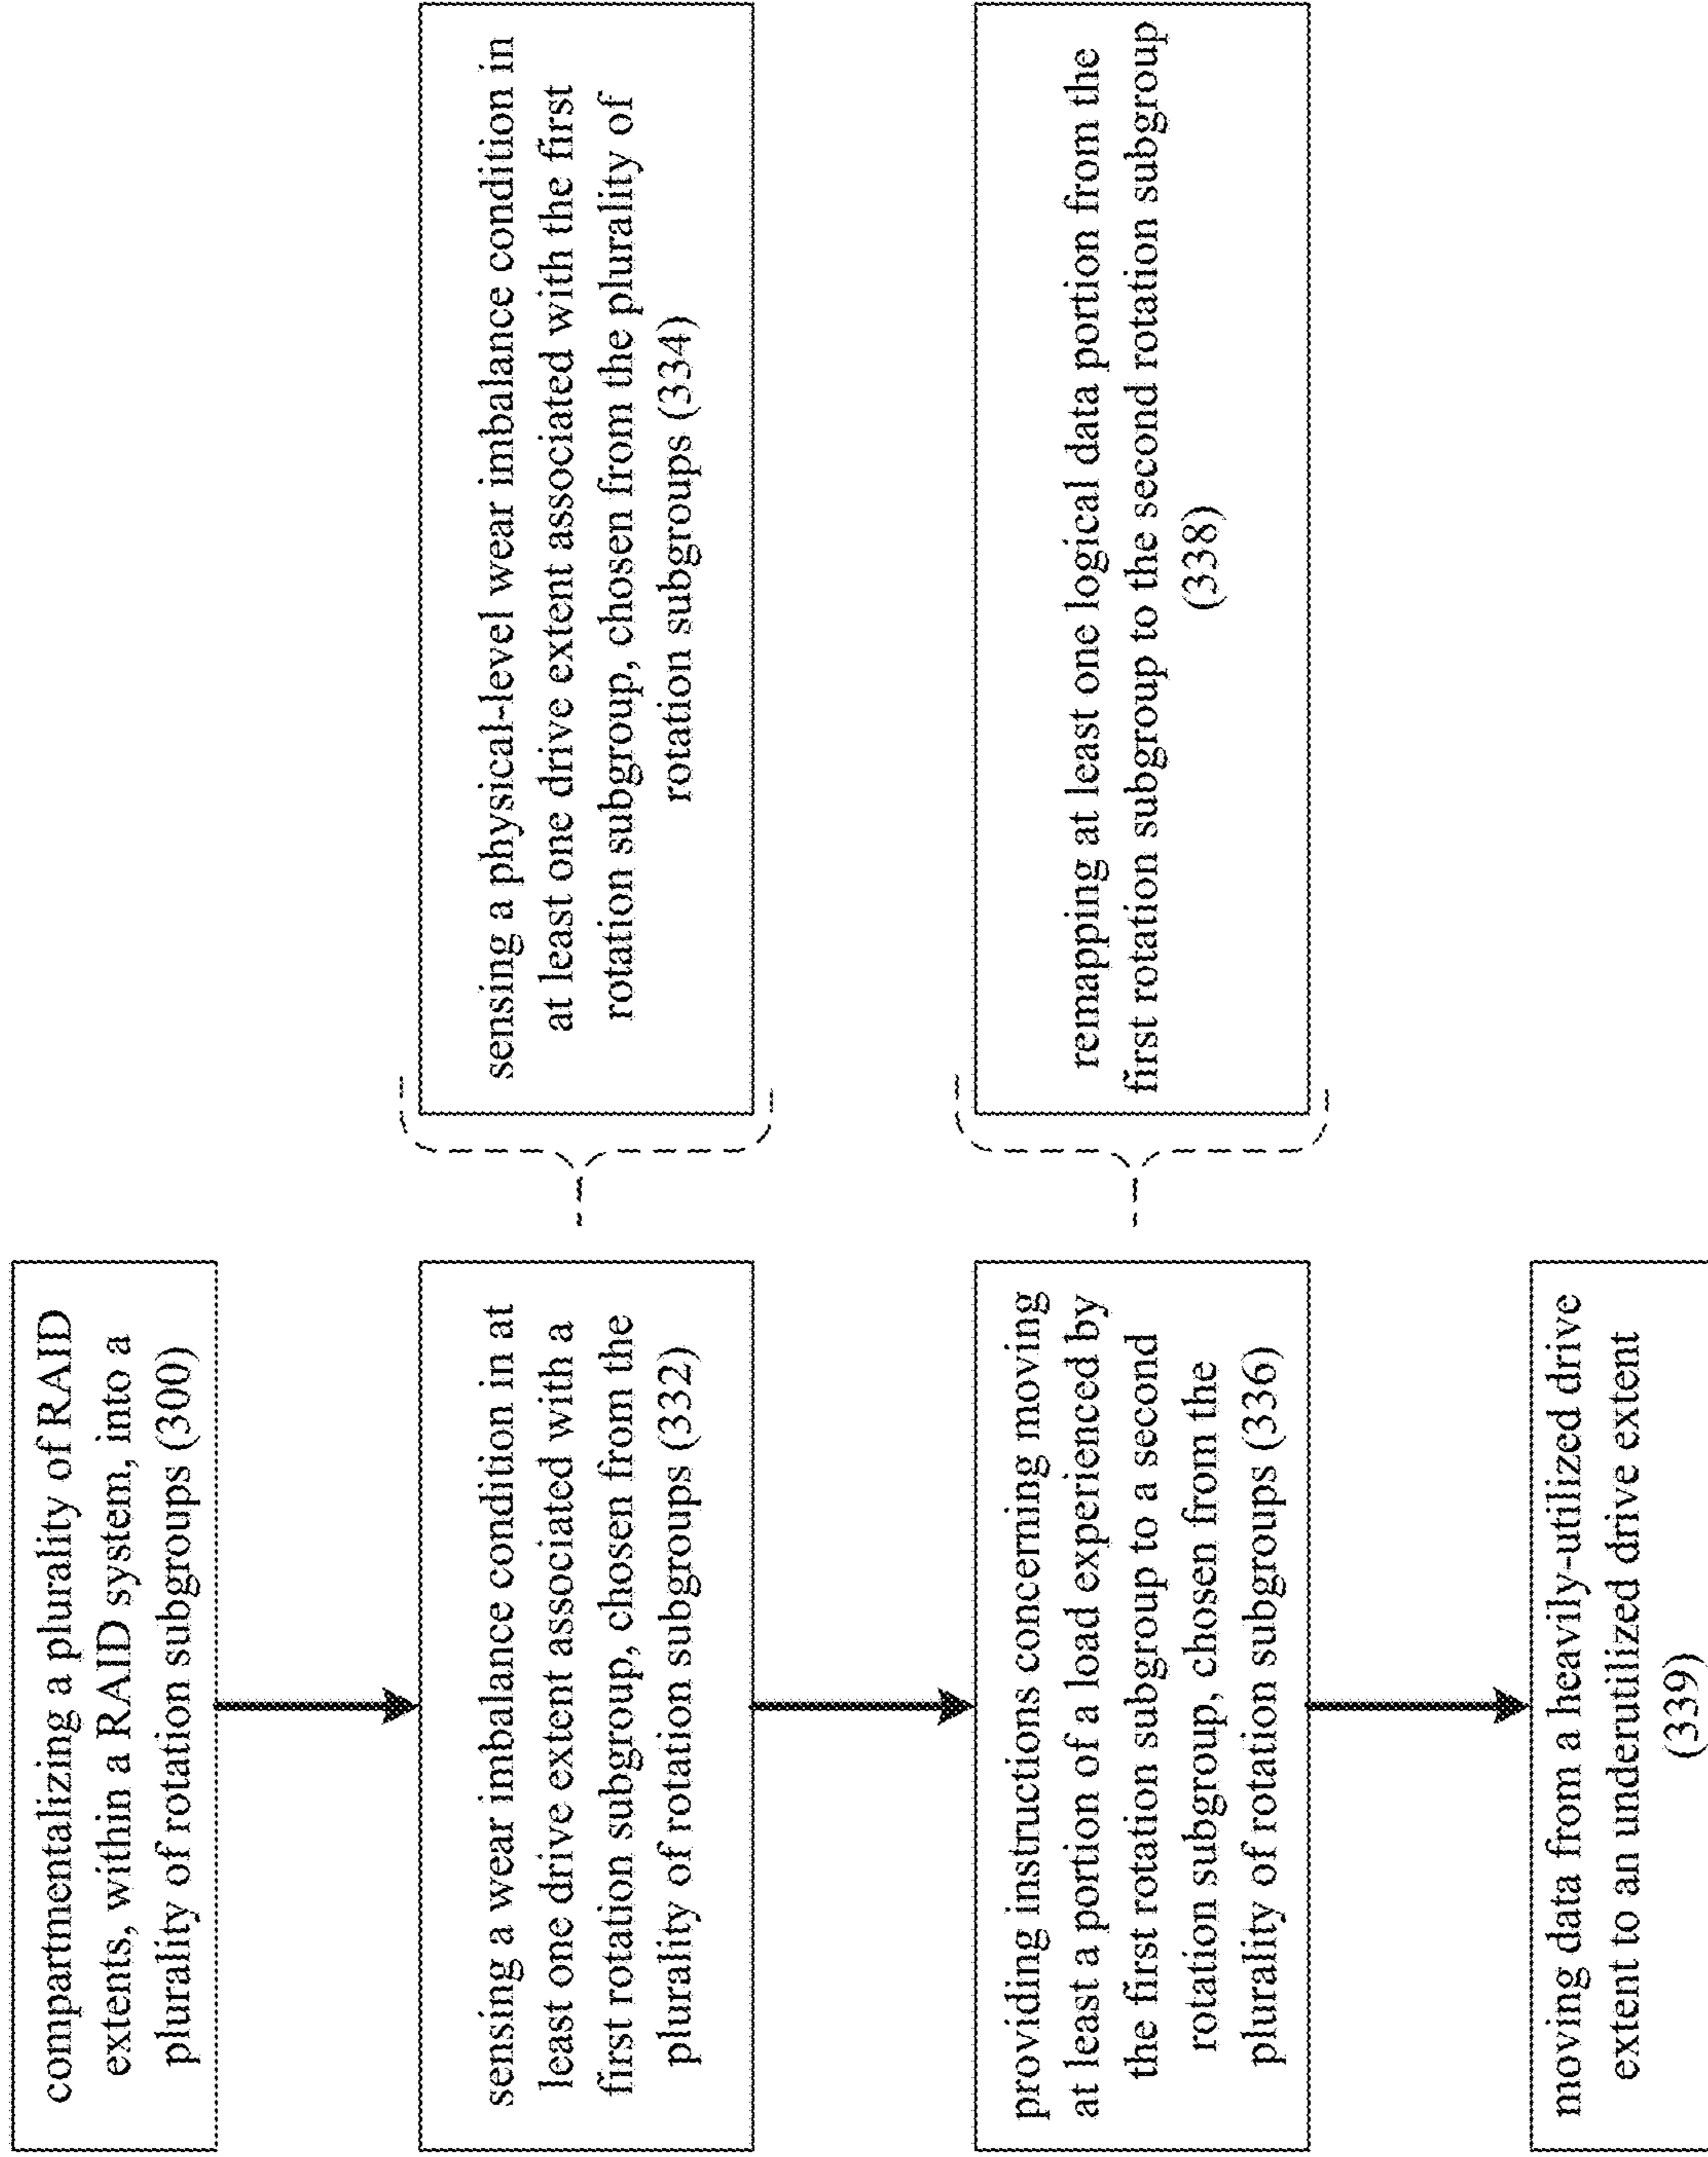 compartmentalizing a plurality of RAID
extents, within a RAID system, into a
plurality of rotation subgroups (300)
sensing a wear imbalance condition in at
least one drive extent associated with a
first rotation subgroup, chosen from the
plurality of rotation subgroups (332)
sensing a physical-level wear imbalance condition in
at least one drive extent associated with the first
rotation subgroup, chosen from the plurality of
rotation subgroups (334)
providing instructions concerning moving
at least a portion of a load experienced by
the first rotation subgroup to a second
rotation subgroup, chosen from the
plurality of rotation subgroups (336)
remapping at least one logical data portion from the
first rotation subgroup to the second rotation subgroup
(338)
moving data from a heavily-utilized drive
extent to an underutilized drive extent
(339)